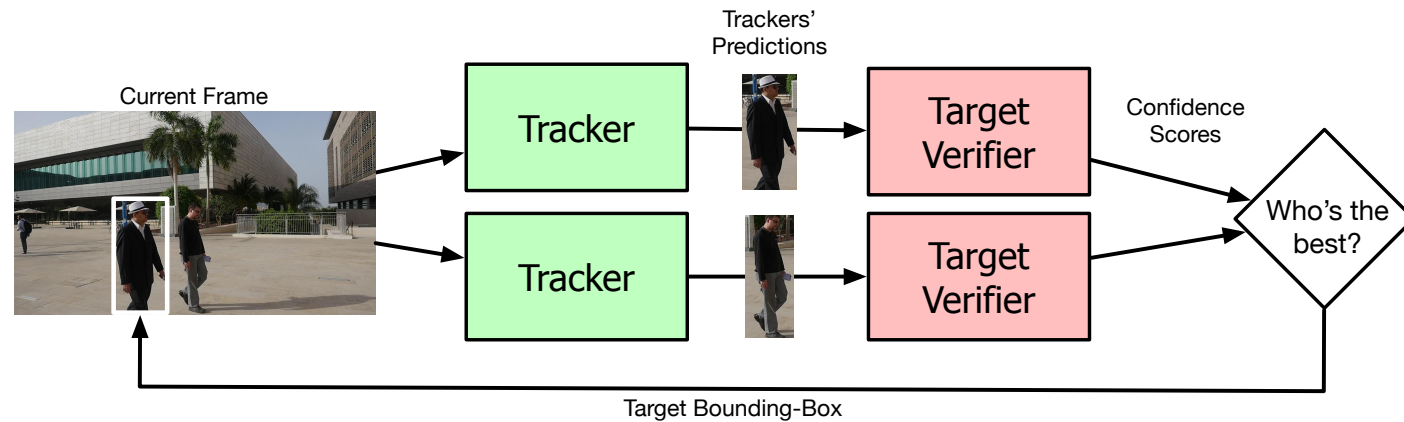 Trackers’
Predictions
Current Frame
Tracker
Target
Verifier
Confidence
Scores
Tracker
Target
Verifier
Who’s the
best?
Target Bounding-Box